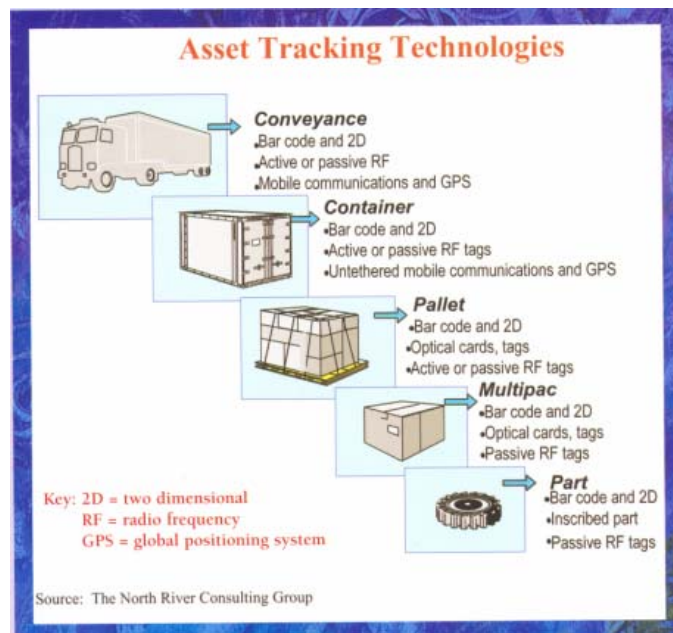 Asset Tracking Technologies
Conveyance
•Bar code and 2D
•Active or passive RF
•Mobile communications and GPS
Container
•Bar code and 2D
•Active or passive RF tags
•Untethered mobile communications and GPS
Pallet
•Bar code and 2D
•Optical cards, tags
•Active or passive RF tags
Multipac
•Bar code and 2D
•Optical cards, tags
•Passive RF tags
Part
•Bar code and 2D
•Inscribed part
•Passive RF tags
Key: 2D = two dimensional
RF = radio frequency
GPS = global positioning system
Source: The North River Consulting Group